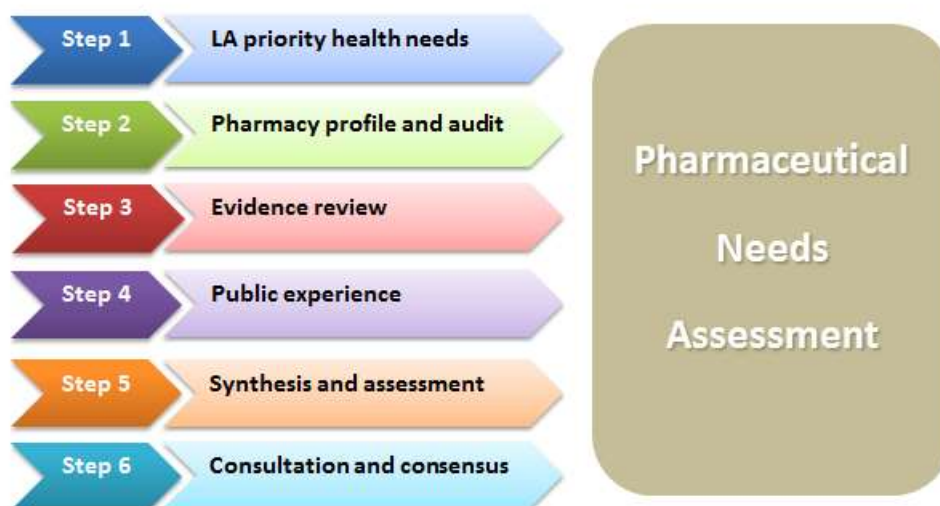 Step 1 LA priority health needs
Step 2 Pharmacy profile and audit
Step 3 Evidence review
Step 4 Public experience
Step 5 Synthesis and assessment
Step 6 Consultation and consensus
Pharmaceutical
Needs
Assessment